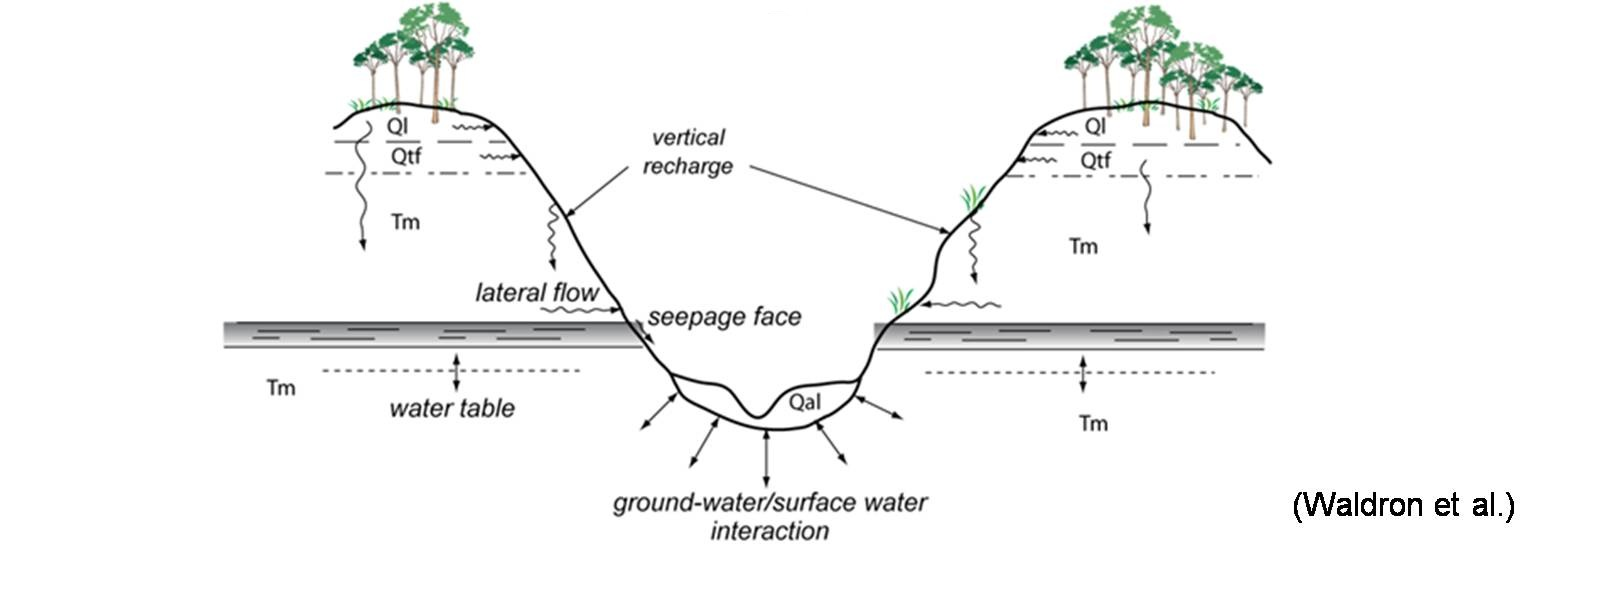 Ql
Qtf
Tm
vertical
recharge
Ql
Qtf
Tm
lateral flow
seepage face
Tm
water table
Qal
Tm
ground-water/surface water
interaction
(Waldron et al.)